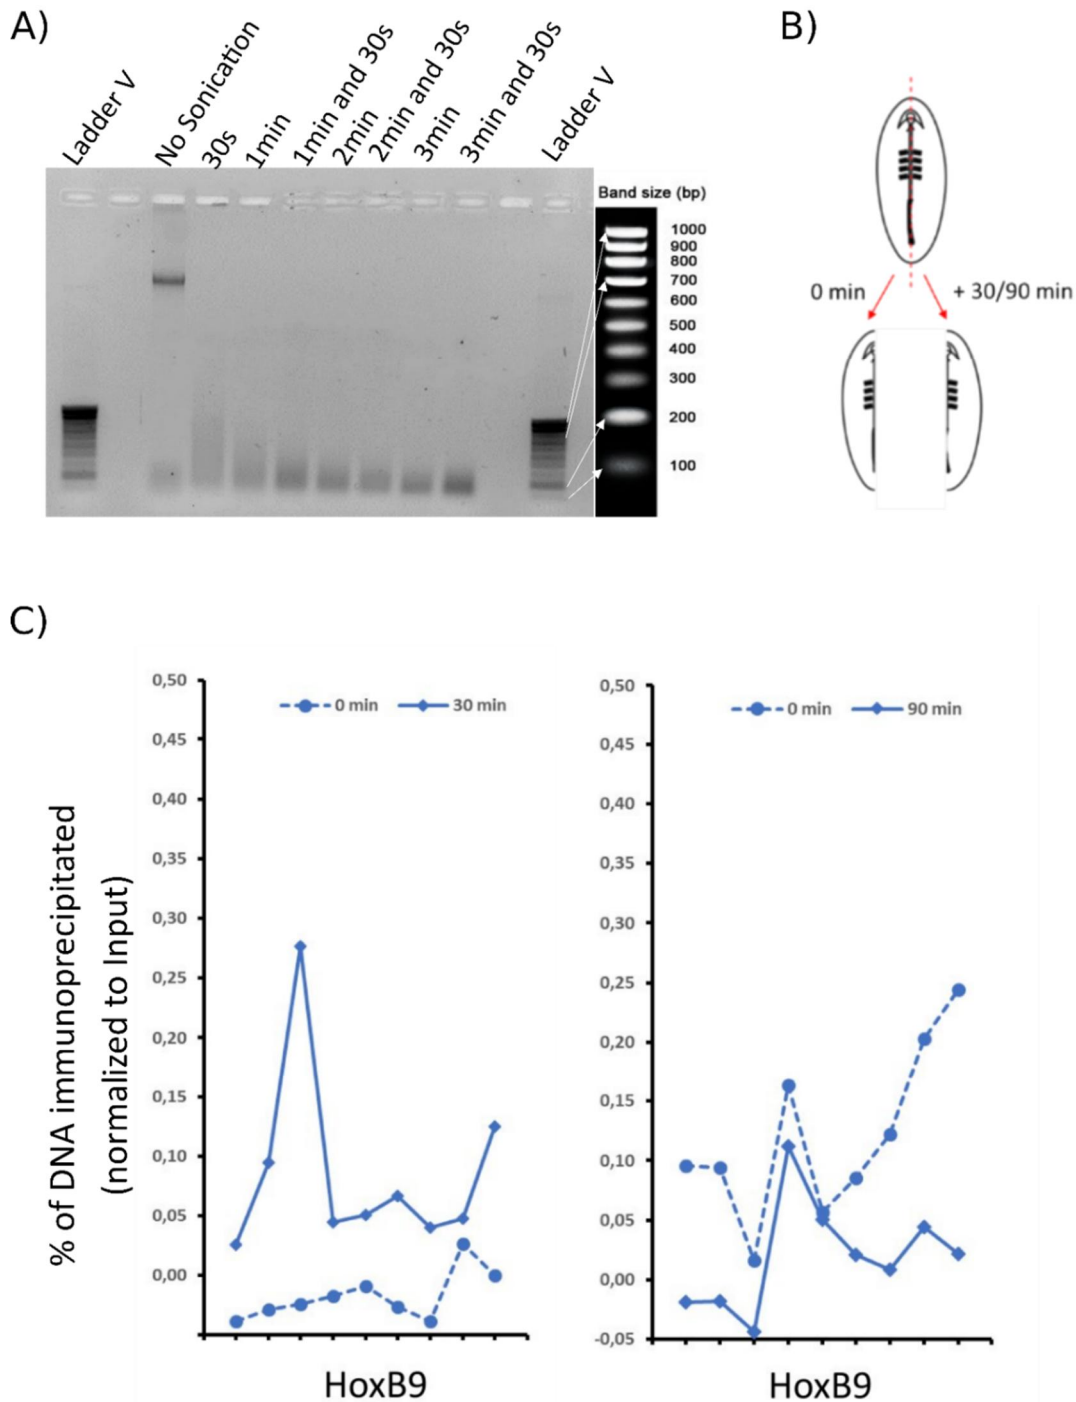 A)
Ladder V
No Sonication
30s
1min
1min and 30s
2min
2min and 30s
3min
3min and 30s
Ladder V
Band size (bp)
1000
900
800
700
600
500
400
300
200
100
B)
0 min
+ 30/90 min
C)
% of DNA immunoprecipitated
(normalized to Input)
0,50
0,45
0,40
0,35
0,30
0,25
0,20
0,15
0,10
0,05
0,00
0 min
30 min
HoxB9
0,50
0,45
0,40
0,35
0,30
0,25
0,20
0,15
0,10
0,05
0,00
-0,05
0 min
90 min
HoxB9